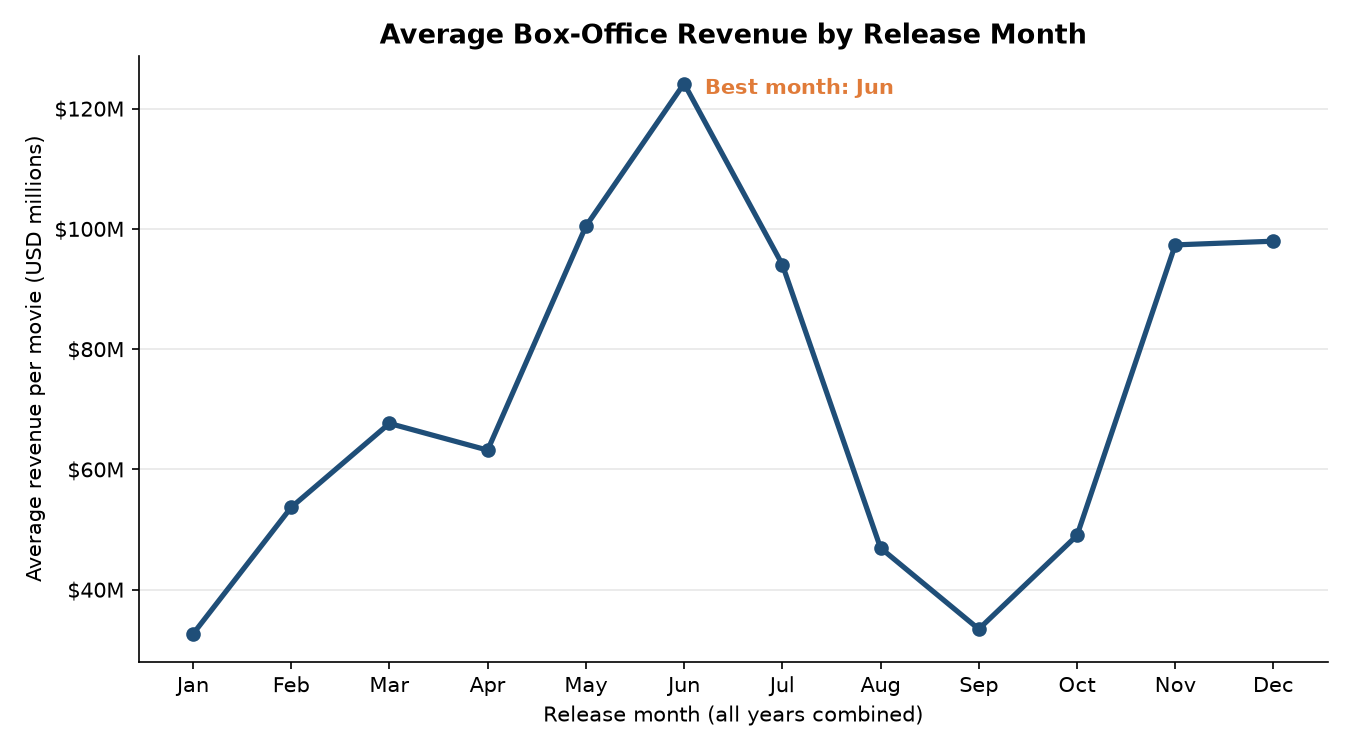 Average Box-Office Revenue by Release Month
Best month: Jun
$120M
$100M
$80M
$60M
$40M
Average revenue per movie (USD millions)
Jan Feb Mar Apr May Jun Jul Aug Sep Oct Nov Dec
Release month (all years combined)